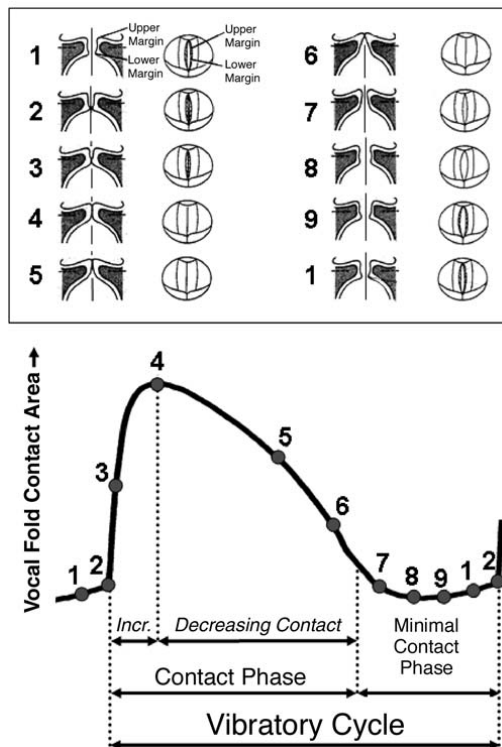 1
Upper
Margin
Lower
Margin
Upper
Margin
Lower
Margin
2
3
4
5
6
7
8
9
1
Vocal Fold Contact Area →
1
2
3
4
5
6
7
8
9
1
2
Incr.
Decreasing Contact
Minimal
Contact
Phase
Contact Phase
Vibratory Cycle